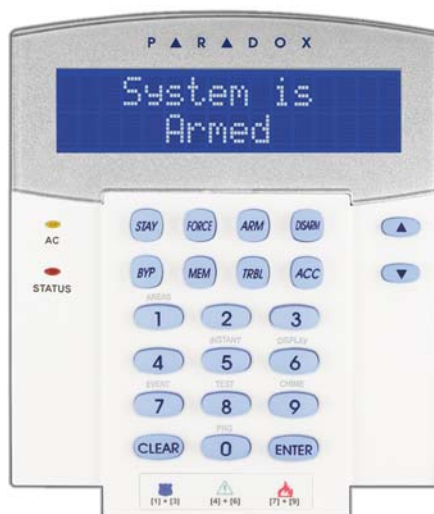 PARADOX
System is
Armed
STAY FORCE ARM DISARM
AC
BYP MEM TRBL ACC
STATUS
AREAS
1 2 3
INSTANT DISPLAY
4 5 6
EVENT TEST CHIME
7 8 9
PRG
CLEAR 0 ENTER
[1] + [3] [4] + [6] [7] + [9]